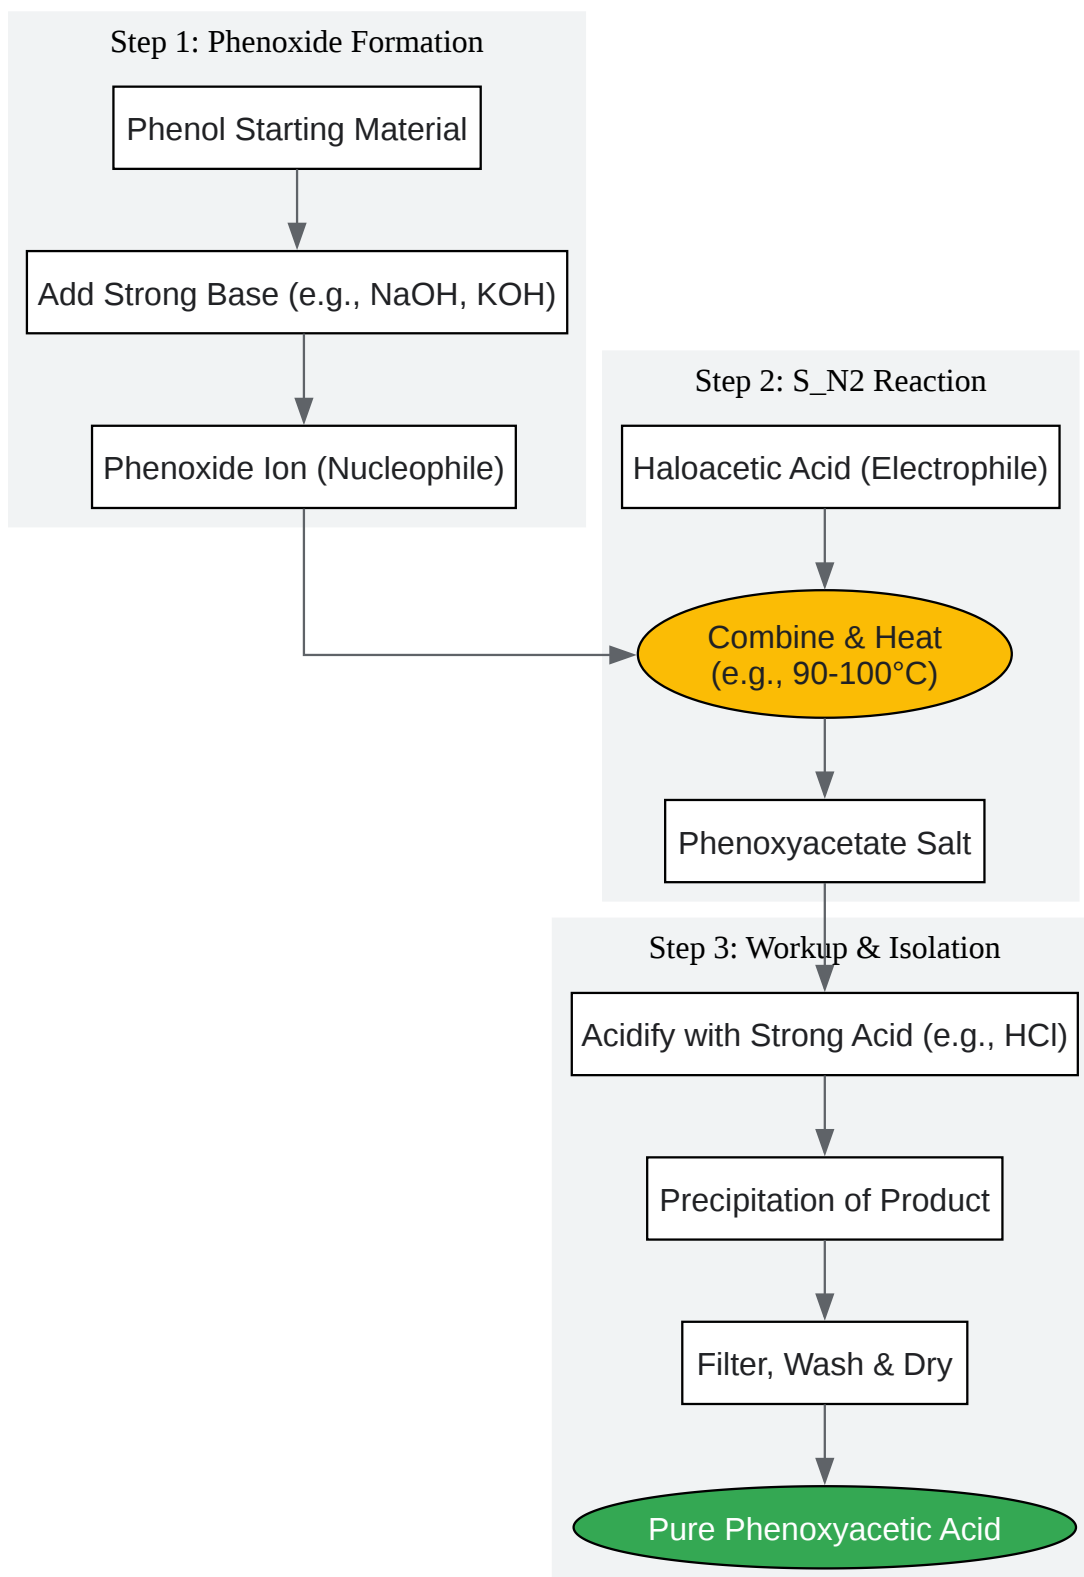 Step 1: Phenoxide Formation
Phenol Starting Material
Add Strong Base (e.g., NaOH, KOH)
Phenoxide Ion (Nucleophile)
Step 2: S_N2 Reaction
Haloacetic Acid (Electrophile)
Combine & Heat
(e.g., 90-100°C)
Phenoxyacetate Salt
Step 3: Workup & Isolation
Acidify with Strong Acid (e.g., HCl)
Precipitation of Product
Filter, Wash & Dry
Pure Phenoxyacetic Acid